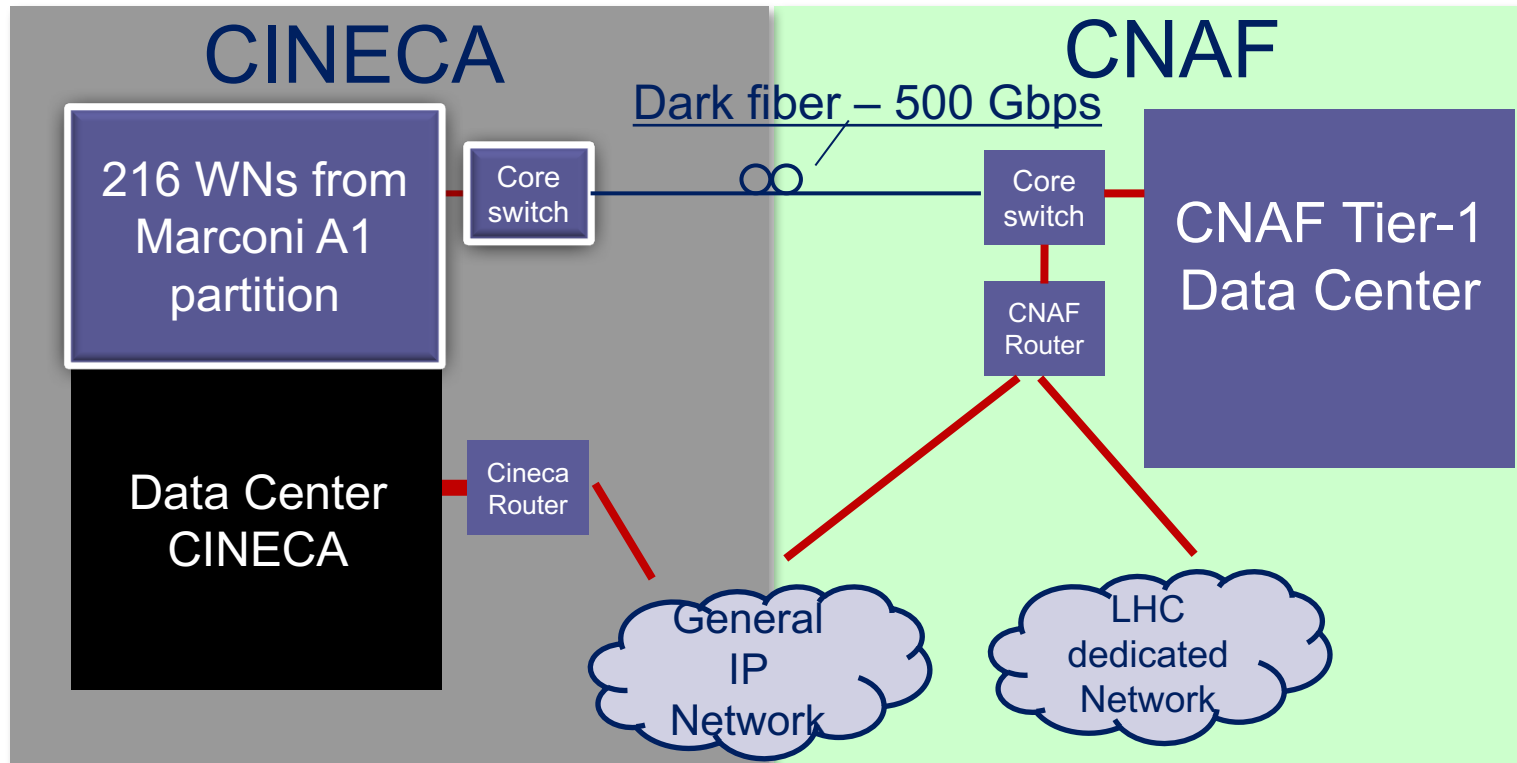 CINECA
CNAF
Dark fiber – 500 Gbps
216 WNs from
Marconi A1
partition
Core
switch
Core
switch
CNAF Tier-1
Data Center
CNAF
Router
Data Center
CINECA
Cineca
Router
General
IP
Network
LHC
dedicated
Network